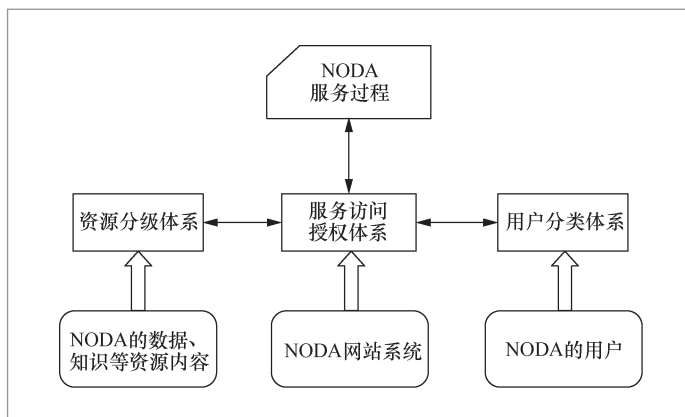 NODA
服务过程
资源分级体系
服务访问
授权体系
用户分类体系
NODA的数据、
知识等资源内容
NODA网站系统
NODA的用户